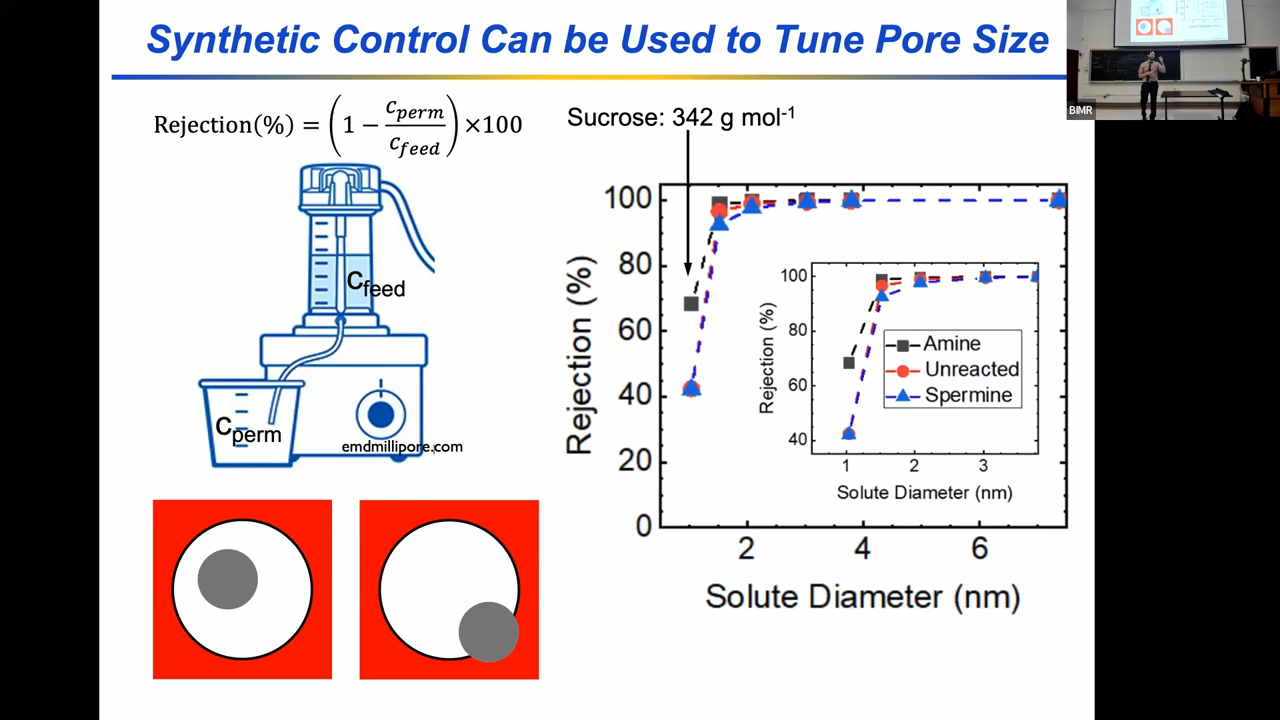 Synthetic Control Can be Used to Tune Pore Size
Rejection(%) = (1 − c_perm / c_feed) ×100
Sucrose: 342 g mol⁻¹
BIMR
C_feed
C_perm
emdmillipore.com
100
80
60
40
20
0
2 4 6
Rejection (%)
Solute Diameter (nm)
100
80
60
40
1 2 3
Rejection (%)
Solute Diameter (nm)
Amine
Unreacted
Spermine